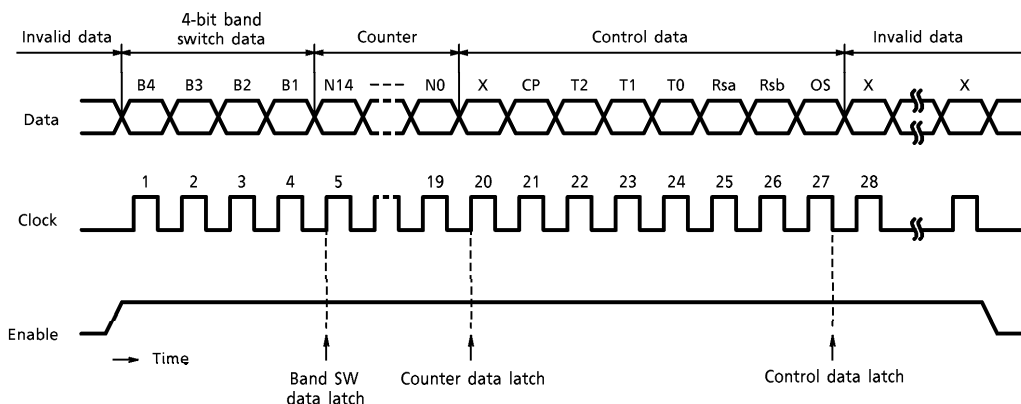 4-bit band
switch data
Invalid data
Counter
Control data
Invalid data
B4 B3 B2 B1 N14 ---- N0 X CP T2 T1 T0 Rsa Rsb OS X X
Data
1 2 3 4 5 19 20 21 22 23 24 25 26 27 28
Clock
Enable
Time
Band SW
data latch
Counter data latch
Control data latch